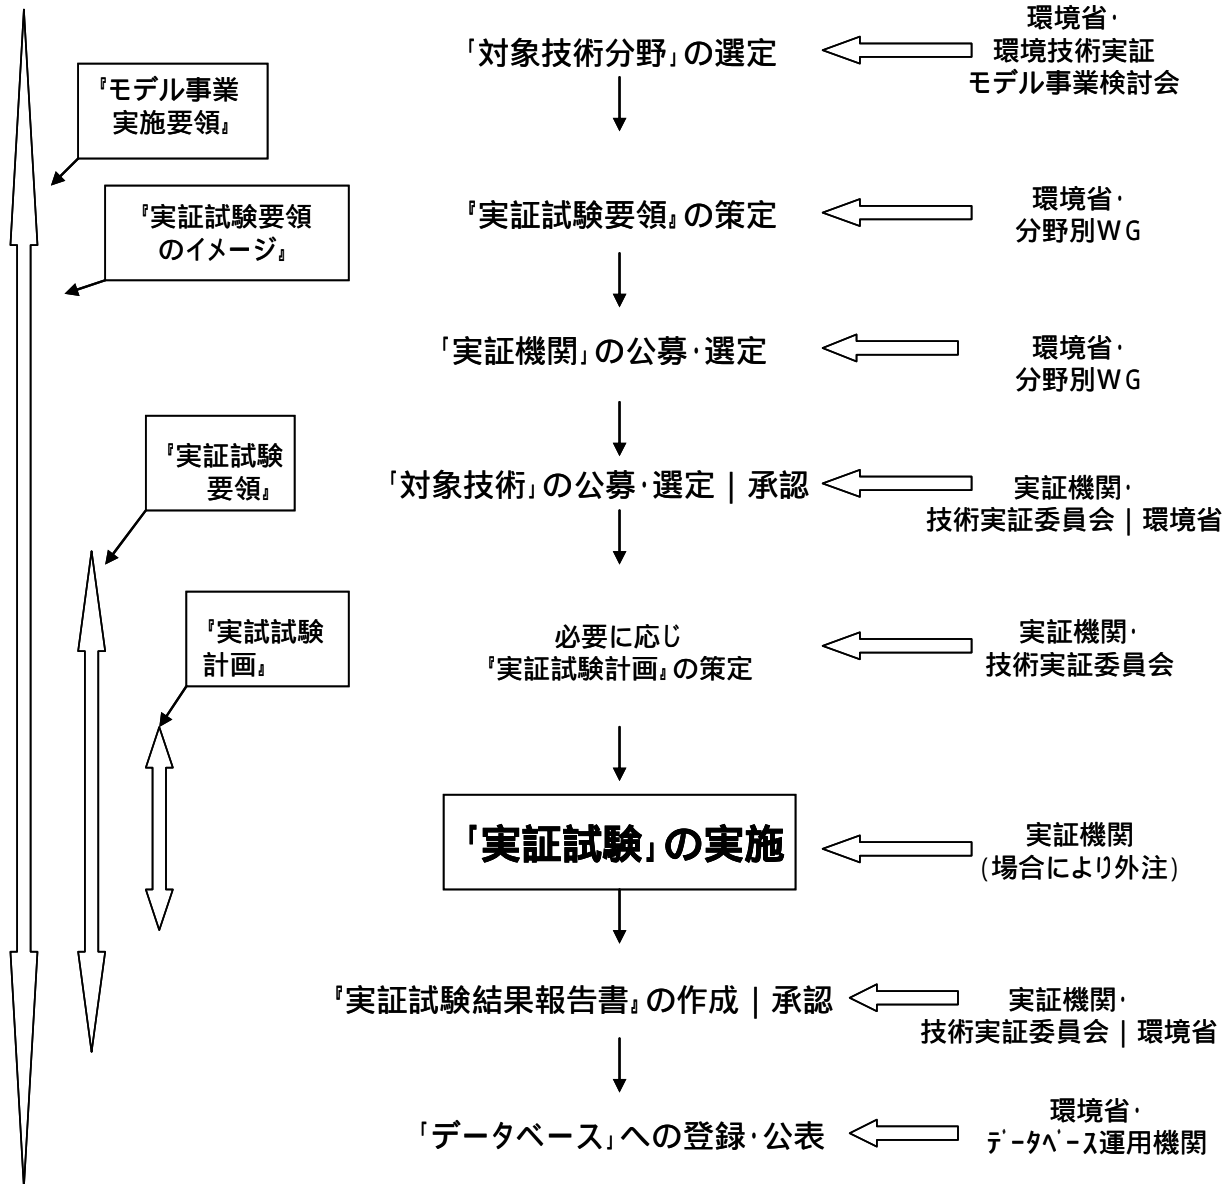 「対象技術分野」の選定
環境省・
環境技術実証
モデル事業検討会
『モデル事業
実施要領』
『実証試験要領
のイメージ』
『実証試験要領』の策定
環境省・
分野別WG
「実証機関」の公募・選定
環境省・
分野別WG
『実証試験
要領』
「対象技術」の公募・選定｜承認
実証機関・
技術実証委員会｜環境省
『実試試験
計画』
必要に応じ
『実証試験計画』の策定
実証機関・
技術実証委員会
「実証試験」の実施
実証機関
(場合により外注)
『実証試験結果報告書』の作成｜承認
実証機関・
技術実証委員会｜環境省
「データベース」への登録・公表
環境省・
ﾃﾞｰﾀﾍﾞｰｽ運用機関